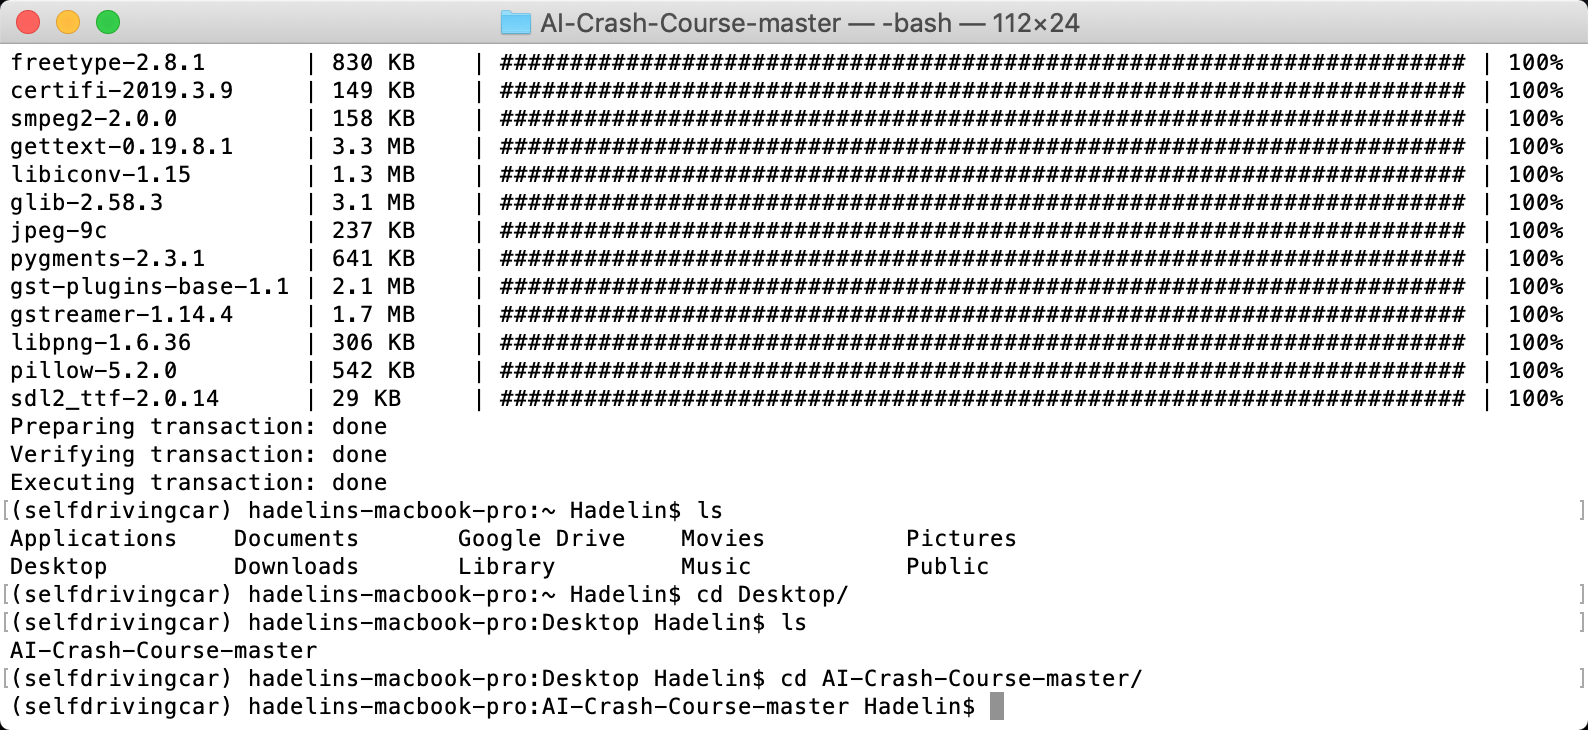 AI-Crash-Course-master — -bash — 112×24
freetype-2.8.1       | 830 KB    | ##################################################################### | 100%
certifi-2019.3.9     | 149 KB    | ##################################################################### | 100%
smpeg2-2.0.0         | 158 KB    | ##################################################################### | 100%
gettext-0.19.8.1     | 3.3 MB    | ##################################################################### | 100%
libiconv-1.15        | 1.3 MB    | ##################################################################### | 100%
glib-2.58.3          | 3.1 MB    | ##################################################################### | 100%
jpeg-9c              | 237 KB    | ##################################################################### | 100%
pygments-2.3.1       | 641 KB    | ##################################################################### | 100%
gst-plugins-base-1.1 | 2.1 MB    | ##################################################################### | 100%
gstreamer-1.14.4     | 1.7 MB    | ##################################################################### | 100%
libpng-1.6.36        | 306 KB    | ##################################################################### | 100%
pillow-5.2.0         | 542 KB    | ##################################################################### | 100%
sdl2_ttf-2.0.14      | 29 KB     | ##################################################################### | 100%
Preparing transaction: done
Verifying transaction: done
Executing transaction: done
[(selfdrivingcar) hadelins-macbook-pro:~ Hadelin$ ls ]
Applications    Documents       Google Drive    Movies          Pictures
Desktop         Downloads       Library         Music           Public
[(selfdrivingcar) hadelins-macbook-pro:~ Hadelin$ cd Desktop/ ]
[(selfdrivingcar) hadelins-macbook-pro:Desktop Hadelin$ ls ]
AI-Crash-Course-master
[(selfdrivingcar) hadelins-macbook-pro:Desktop Hadelin$ cd AI-Crash-Course-master/ ]
(selfdrivingcar) hadelins-macbook-pro:AI-Crash-Course-master Hadelin$